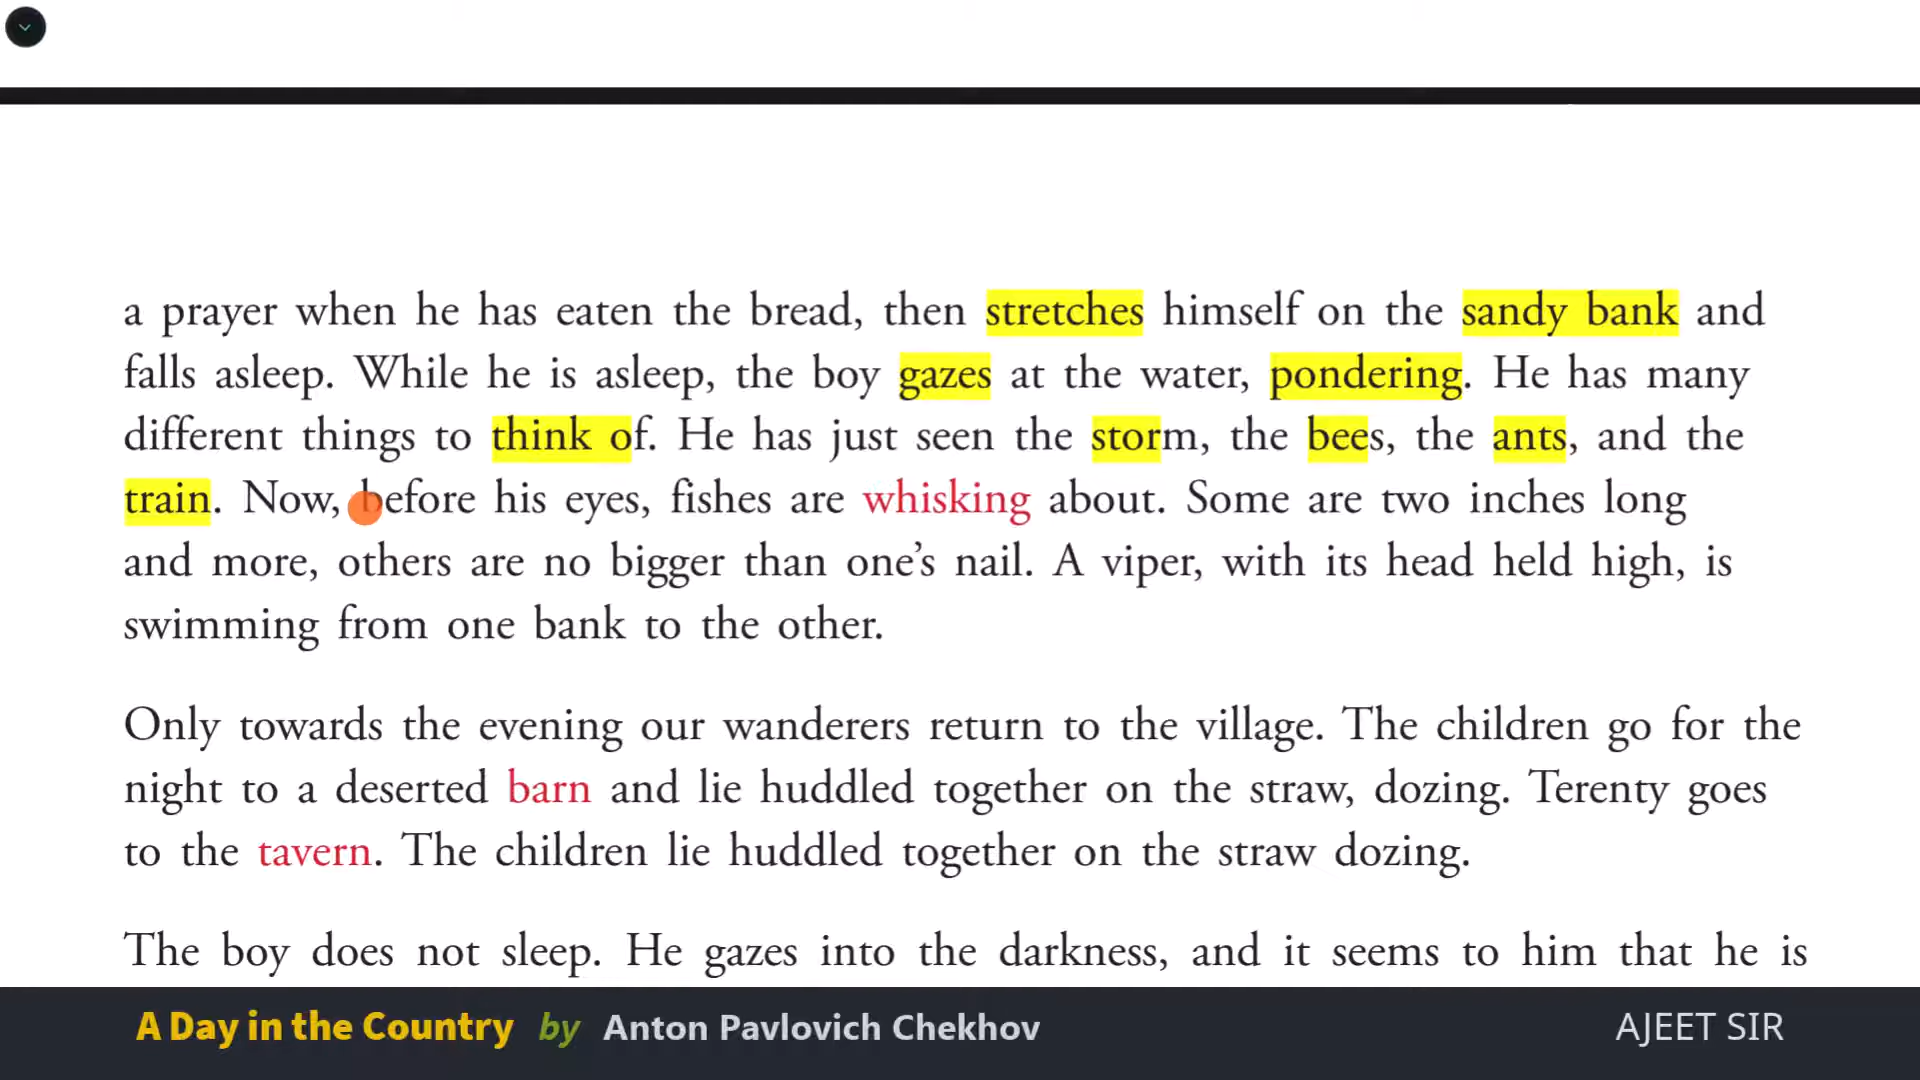 a prayer when he has eaten the bread, then stretches himself on the sandy bank and
falls asleep. While he is asleep, the boy gazes at the water, pondering. He has many
different things to think of. He has just seen the storm, the bees, the ants, and the
train. Now, before his eyes, fishes are whisking about. Some are two inches long
and more, others are no bigger than one’s nail. A viper, with its head held high, is
swimming from one bank to the other.
Only towards the evening our wanderers return to the village. The children go for the
night to a deserted barn and lie huddled together on the straw, dozing. Terenty goes
to the tavern. The children lie huddled together on the straw dozing.
The boy does not sleep. He gazes into the darkness, and it seems to him that he is
A Day in the Country by Anton Pavlovich Chekhov AJEET SIR